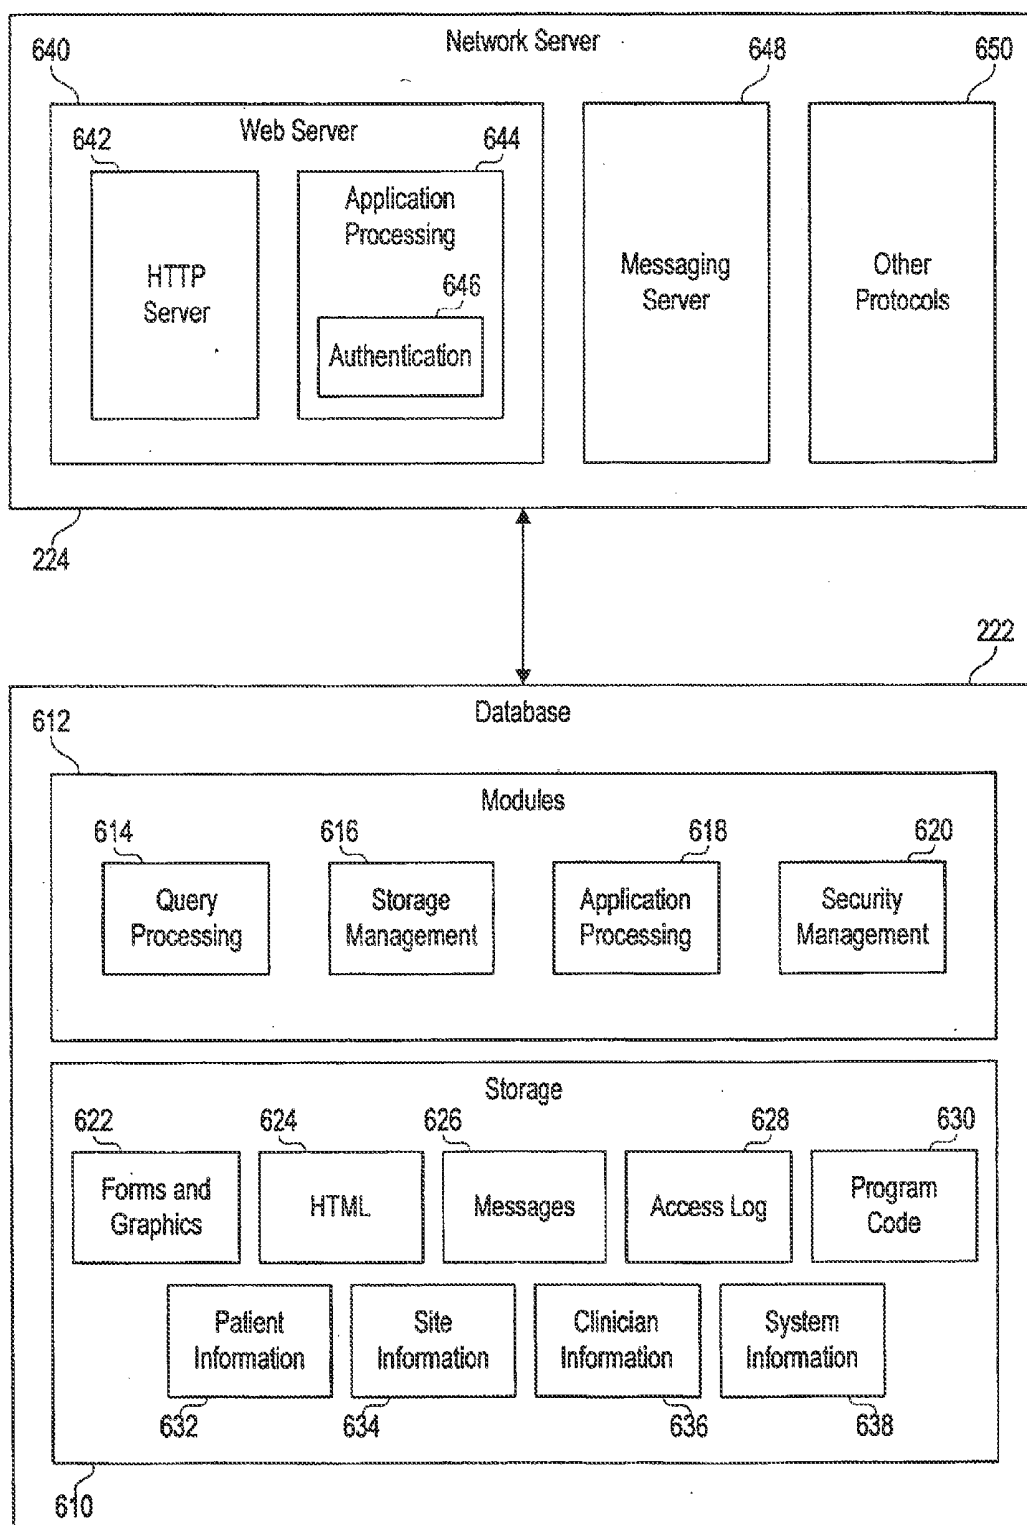 Network Server
640
648
650
Web Server
642
644
Application
Processing
HTTP
Server
646
Authentication
Messaging
Server
Other
Protocols
224
222
Database
612
Modules
614
616
618
620
Query
Processing
Storage
Management
Application
Processing
Security
Management
Storage
622
624
626
628
630
Forms and
Graphics
HTML
Messages
Access Log
Program
Code
Patient
Information
Site
Information
Clinician
Information
System
Information
632
634
636
638
610